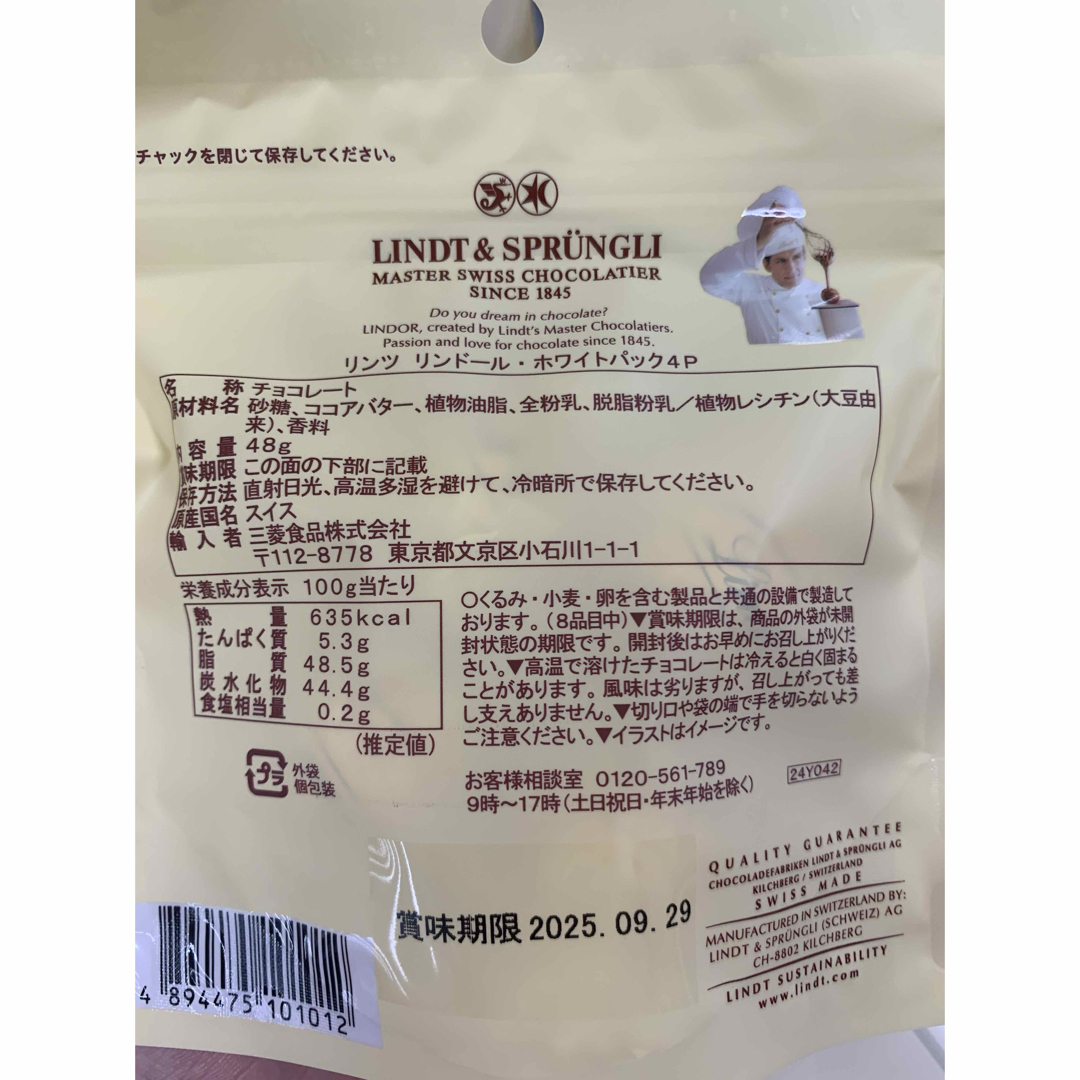 チャックを閉じて保存してください。
LINDT & SPRÜNGLI
MASTER SWISS CHOCOLATIER
SINCE 1845
Do you dream in chocolate?
LINDOR, created by Lindt's Master Chocolatiers.
Passion and love for chocolate since 1845.
リンツ リンドール・ホワイトパック4P
名 称 チョコレート
原材料名 砂糖、ココアバター、植物油脂、全粉乳、脱脂粉乳/植物レシチン(大豆由
来)、香料
内容量 48g
賞味期限 この面の下部に記載
保存方法 直射日光、高温多湿を避けて、冷暗所で保存してください。
原産国名 スイス
輸入者 三菱食品株式会社
〒112-8778 東京都文京区小石川1-1-1
栄養成分表示 100g当たり
熱量 635kcal
たんぱく質 5.3g
脂質 48.5g
炭水化物 44.4g
食塩相当量 0.2g
(推定値)
プラ
外袋
個包装
○くるみ・小麦・卵を含む製品と共通の設備で製造して
おります。(8品目中)▼賞味期限は、商品の外袋が未開
封状態の期限です。開封後はお早めにお召し上がりくだ
さい。▼高温で溶けたチョコレートは冷えると白く固まる
ことがあります。風味は劣りますが、召し上がっても差
し支えありません。▼切り口や袋の端で手を切らないよう
ご注意ください。▼イラストはイメージです。
お客様相談室 0120-561-789
9時～17時(土日祝日・年末年始を除く)
24Y042
QUALITY GUARANTEE
CHOCOLADEFABRIKEN LINDT & SPRÜNGLI AG
KILCHBERG / SWITZERLAND
SWISS MADE
MANUFACTURED IN SWITZERLAND BY:
LINDT & SPRÜNGLI (SCHWEIZ) AG
CH-8802 KILCHBERG
LINDT SUSTAINABILITY
www.lindt.com
賞味期限 2025.09.29
4 894475 101012